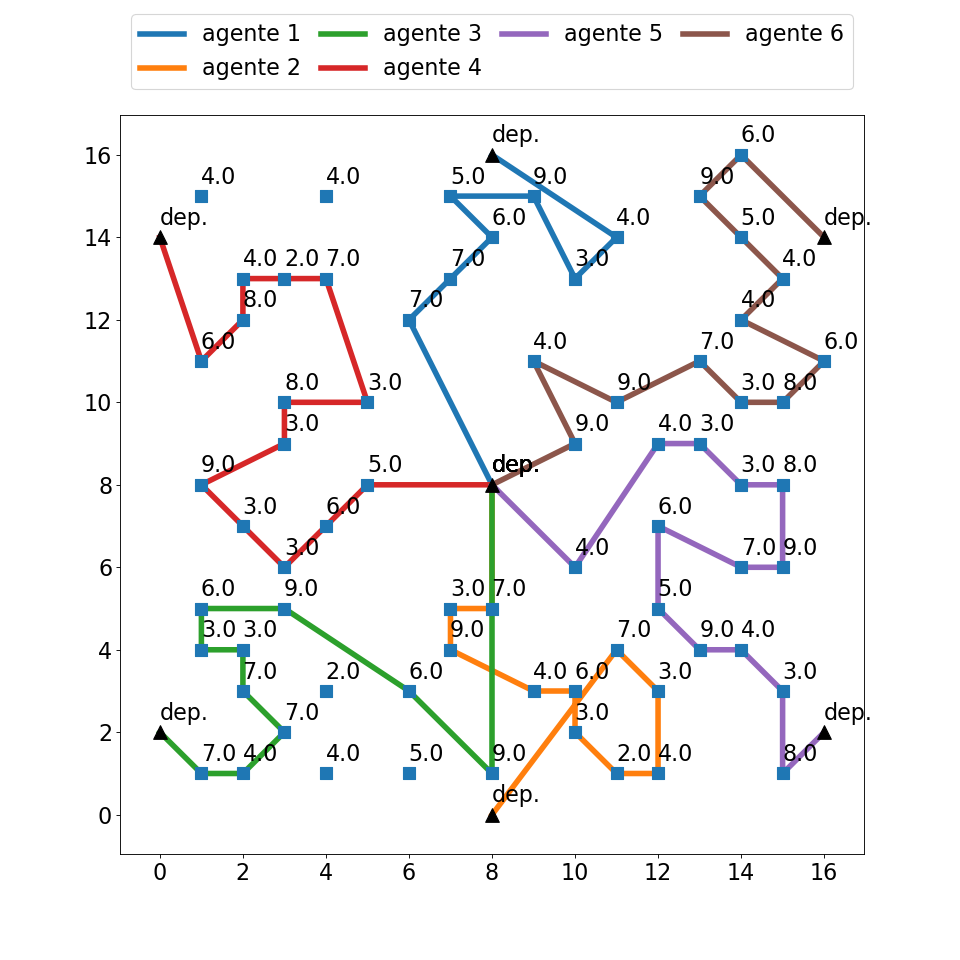 agente 1 agente 3 agente 5 agente 6
agente 2 agente 4
dep. 6.0
16
4.0 4.0 5.0 9.0 9.0
dep. 6.0 4.0 5.0 dep.
14
4.0 2.0 7.0 7.0 3.0 4.0
8.0 7.0 4.0
12
6.0 4.0 7.0 6.0
8.0 3.0 9.0 3.0 8.0
10
3.0 9.0 4.0 3.0
9.0 5.0 dep. 3.0 8.0
8
3.0 6.0 6.0
3.0 4.0 7.0 9.0
6
6.0 9.0 3.0 7.0 5.0
3.0 3.0 9.0 7.0 9.0 4.0
4
7.0 2.0 6.0 4.0 6.0 3.0 3.0
dep. 7.0 3.0 dep.
2
7.0 4.0 4.0 5.0 9.0 2.0 4.0 8.0
dep.
0
0 2 4 6 8 10 12 14 16